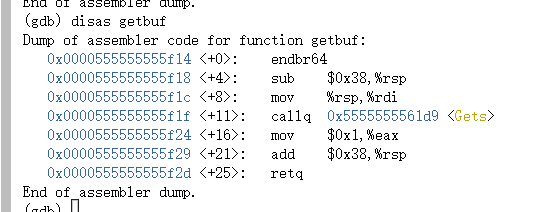 End of assembler dump.
(gdb) disas getbuf
Dump of assembler code for function getbuf:
0x0000555555555f14 <+0>: endbr64
0x0000555555555f18 <+4>: sub $0x38,%rsp
0x0000555555555f1c <+8>: mov %rsp,%rdi
0x0000555555555f1f <+11>: callq 0x5555555561d9 <Gets>
0x0000555555555f24 <+16>: mov $0x1,%eax
0x0000555555555f29 <+21>: add $0x38,%rsp
0x0000555555555f2d <+25>: retq
End of assembler dump.
(gdb)